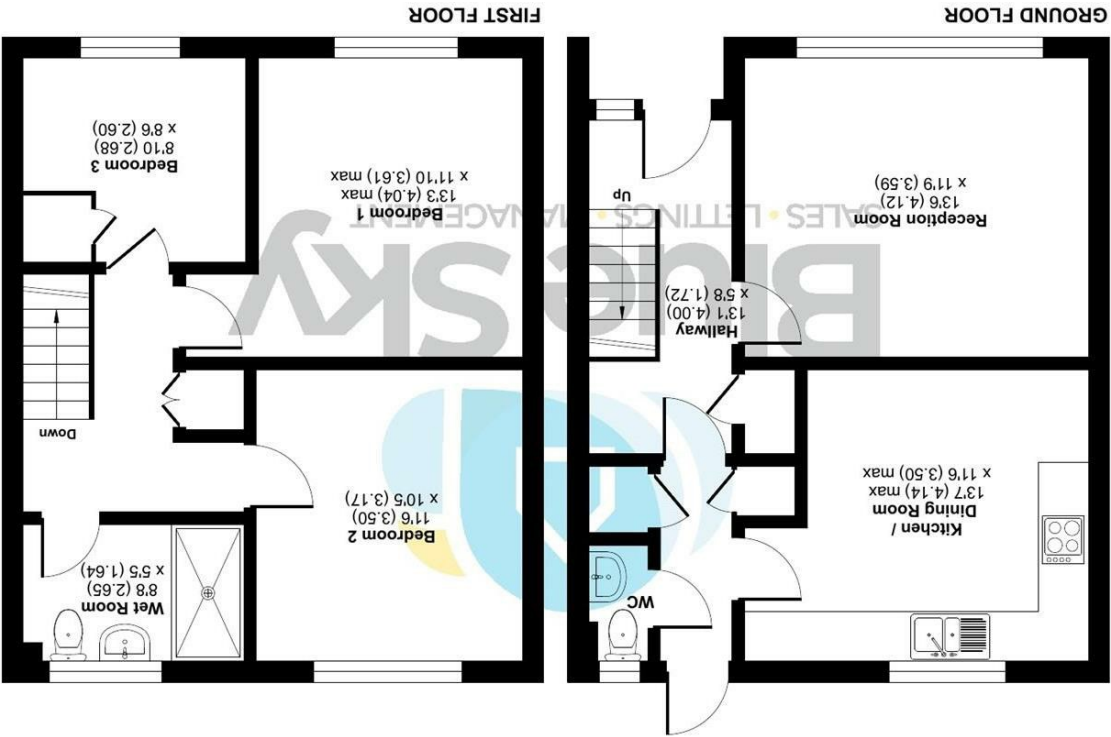 GROUND FLOOR
FIRST FLOOR
Reception Room
13'6 (4.12)
x 11'9 (3.59)
Up
Hallway
13'1 (4.00)
x 5'8 (1.72)
Kitchen /
Dining Room
13'7 (4.14) max
x 11'6 (3.50) max
WC
Bedroom 1
13'3 (4.04) max
x 11'10 (3.61) max
Bedroom 3
8'10 (2.68)
x 8'6 (2.60)
Down
Bedroom 2
11'6 (3.50)
x 10'5 (3.17)
Wet Room
8'8 (2.65)
x 5'5 (1.64)
Blue Sky
SALES • LETTINGS • MANAGEMENT